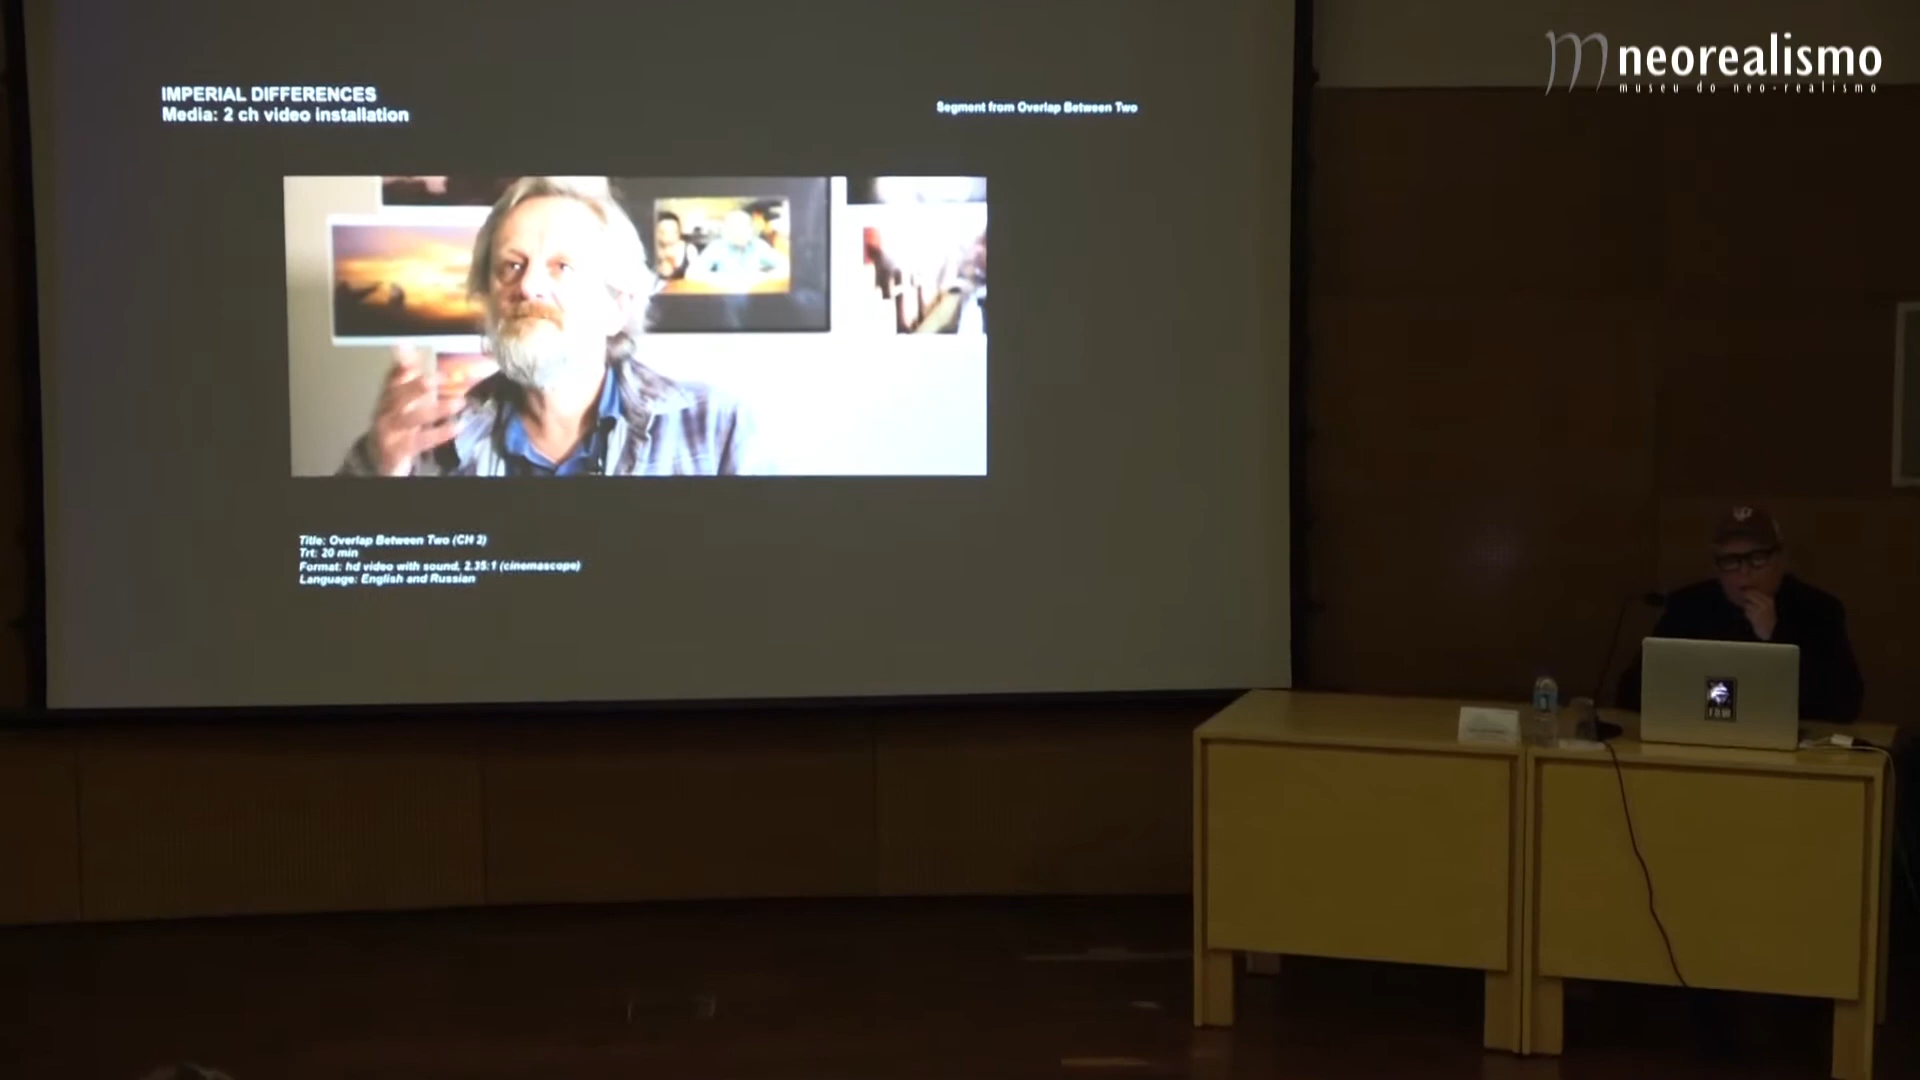 IMPERIAL DIFFERENCES
Media: 2 ch video installation
Segment from Overlap Between Two
Title: Overlap Between Two (CH 2)
Trt: 20 min
Format: hd video with sound, 2.35:1 (cinemascope)
Language: English and Russian
neorealismo
museu do neo-realismo